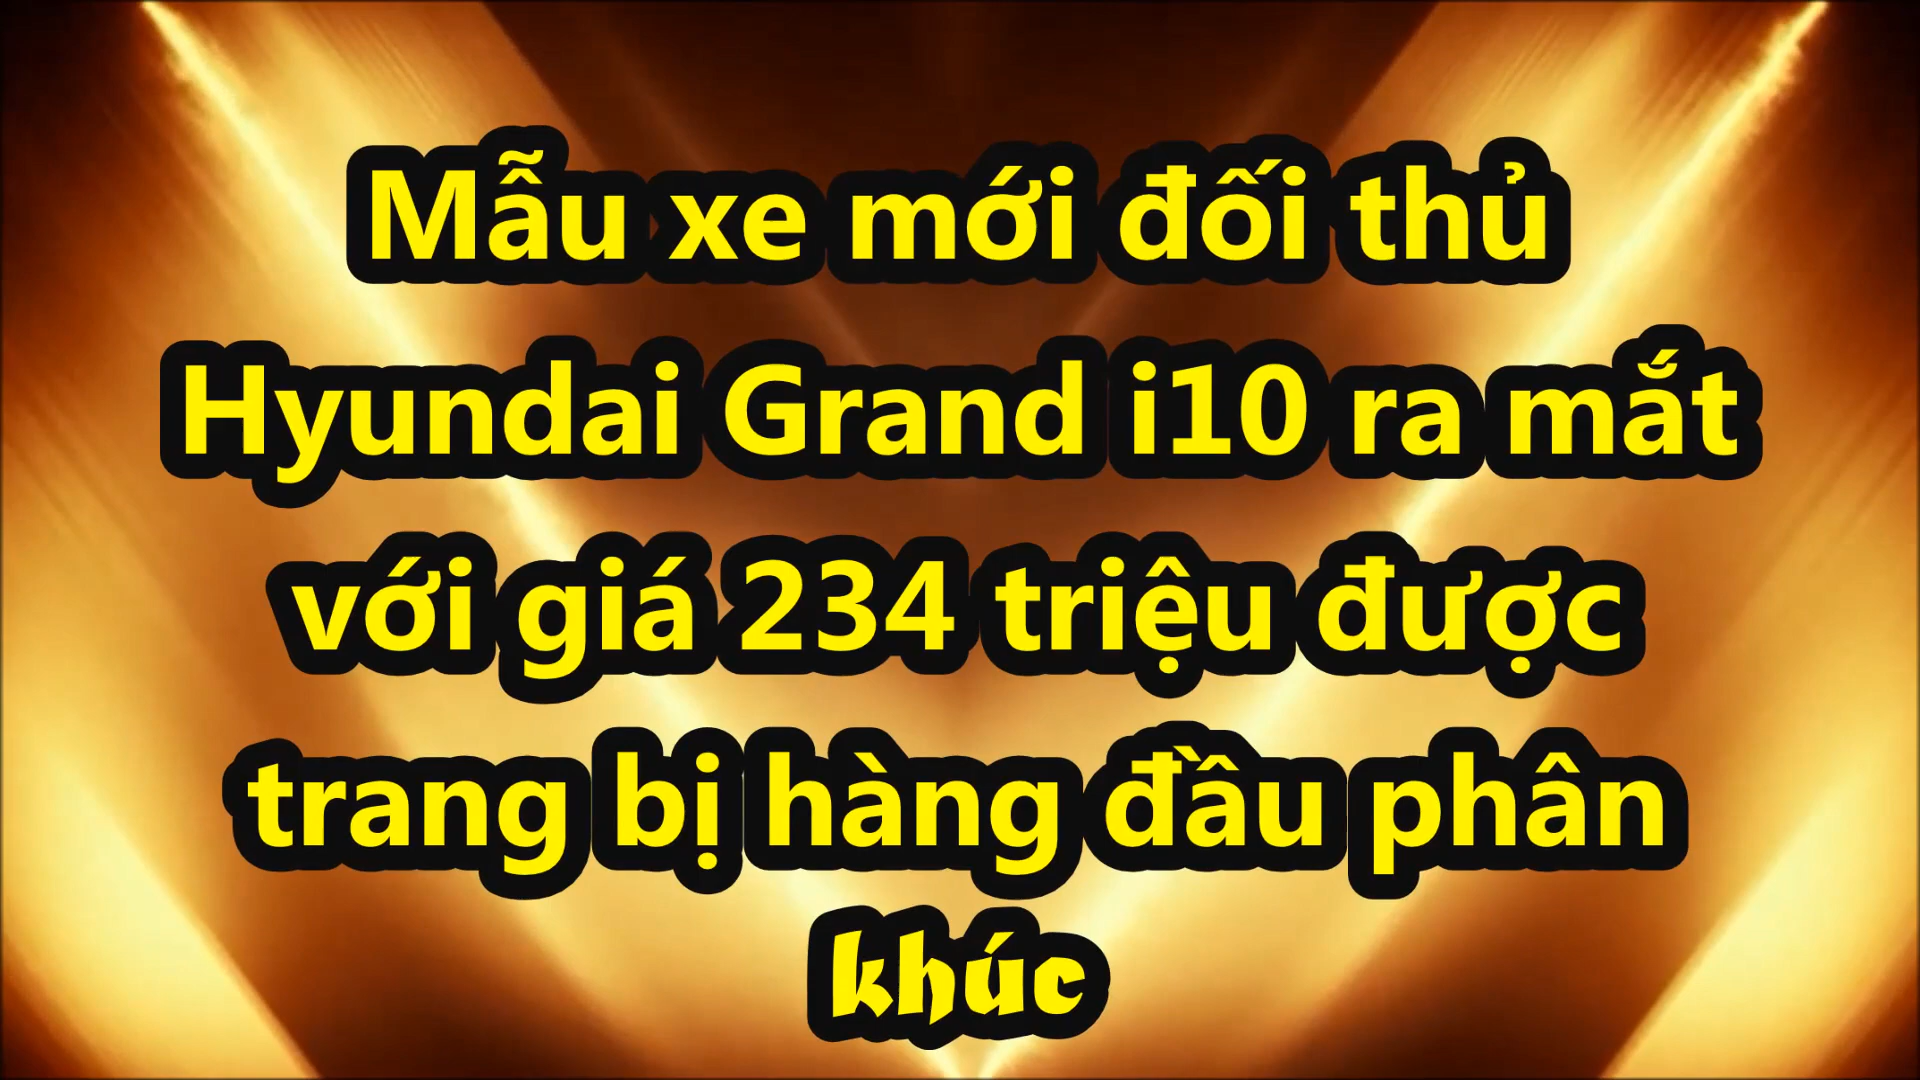 Mẫu xe mới đối thủ
Hyundai Grand i10 ra mắt
với giá 234 triệu được
trang bị hàng đầu phân
khúc